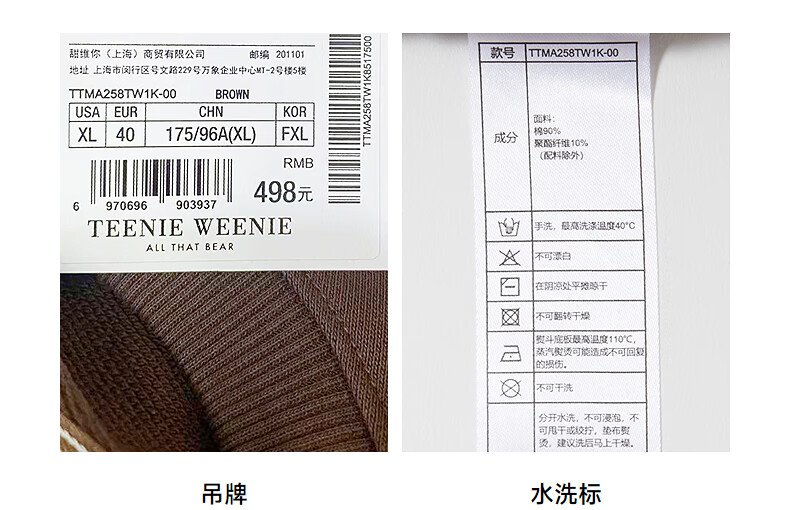 甜维你（上海）商贸有限公司 邮编 201101
地址 上海市闵行区号文路229号万象企业中心MT-2号楼5楼
TTMA258TW1K-00 BROWN
USA EUR CHN KOR
XL 40 175/96A(XL) FXL
RMB
498元
6 970696 903937
TEENIE WEENIE
ALL THAT BEAR
TTMA258TW1K8517500
吊牌
款号 TTMA258TW1K-00
成分
面料：
棉90%
聚酯纤维10%
（配料除外）
手洗，最高洗涤温度40°C
不可漂白
在阴凉处平摊晾干
不可翻转干燥
熨斗底板最高温度110℃，
蒸汽熨烫可能造成不可回复
的损伤。
不可干洗
分开水洗，不可浸泡，不
可甩干或绞拧，垫布熨
烫，建议洗后马上干燥。
水洗标